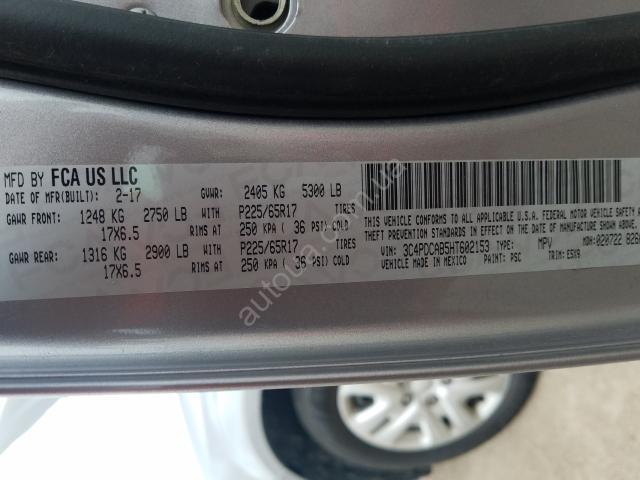 MFD BY FCA US LLC
DATE OF MFR(BUILT): 2-17 GVWR: 2405 KG 5300 LB
GAWR FRONT: 1248 KG 2750 LB WITH P225/65R17 TIRES
17X6.5 RIMS AT 250 KPA ( 36 PSI) COLD
GAWR REAR: 1316 KG 2900 LB WITH P225/65R17 TIRES
17X6.5 RIMS AT 250 KPA ( 36 PSI) COLD
THIS VEHICLE CONFORMS TO ALL APPLICABLE U.S.A. FEDERAL MOTOR VEHICLE
THEFT PREVENTION STANDARDS IN EFFECT ON THE DATE OF MANUFACTURE SHOWN ABOVE.
VIN: 3C4PDCAB5HT602153 TYPE: MPV MDH: 020722
VEHICLE MADE IN MEXICO PAINT: PSC TRIM: E5X9
autoua.com